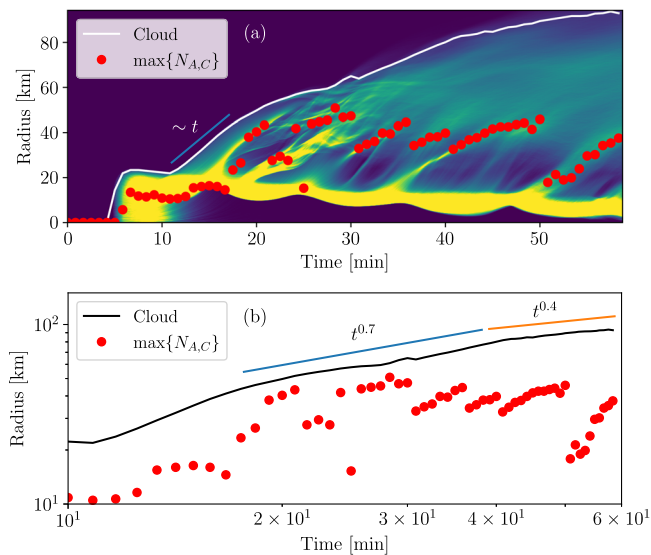 Radius [km]
80
60
40
20
0
Cloud
max{N_{A,C}}
(a)
~ t
0 10 20 30 40 50
Time [min]
Radius [km]
10^2
10^1
Cloud
max{N_{A,C}}
(b)
t^{0.7}
t^{0.4}
10^1 2 × 10^1 3 × 10^1 4 × 10^1 6 × 10^1
Time [min]